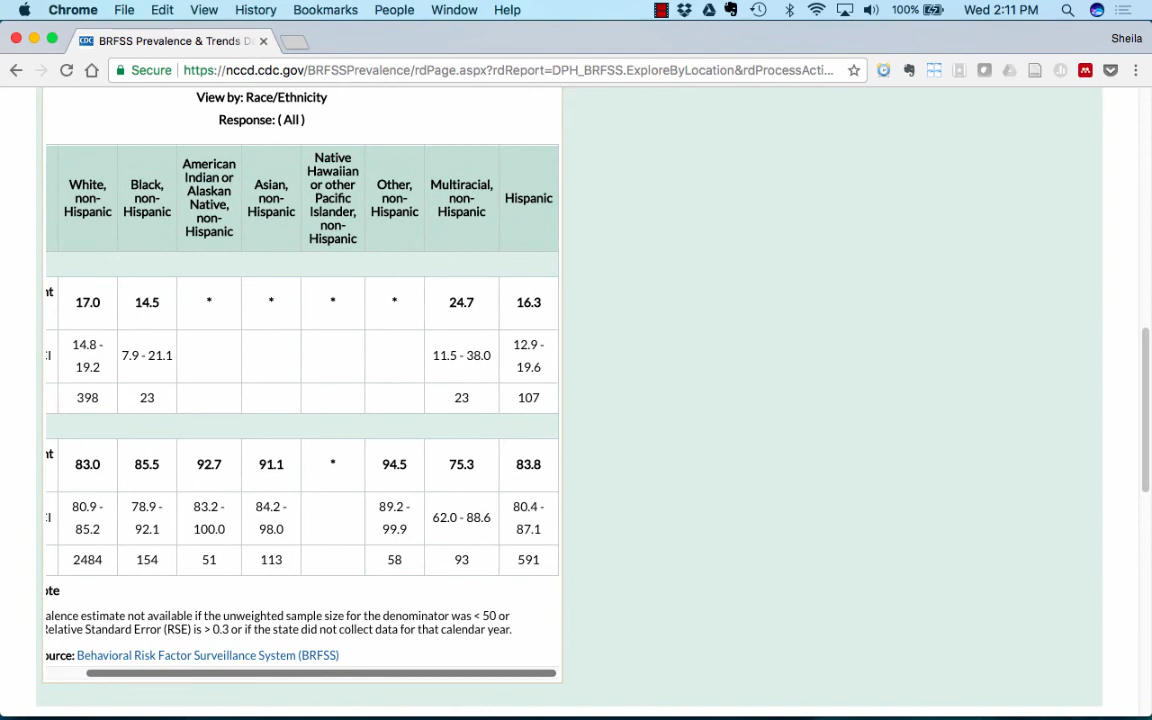 Chrome File Edit View History Bookmarks People Window Help 100% Wed 2:11 PM
BRFSS Prevalence & Trends D
Sheila
Secure https://nccd.cdc.gov/BRFSSPrevalence/rdPage.aspx?rdReport=DPH_BRFSS.ExploreByLocation&rdProcessActi...
View by: Race/Ethnicity
Response: ( All )
White, non-Hispanic
Black, non-Hispanic
American Indian or Alaskan Native, non-Hispanic
Asian, non-Hispanic
Native Hawaiian or other Pacific Islander, non-Hispanic
Other, non-Hispanic
Multiracial, non-Hispanic
Hispanic
nt 17.0 14.5 * * * * 24.7 16.3
CI 14.8 - 19.2 7.9 - 21.1 11.5 - 38.0 12.9 - 19.6
398 23 23 107
nt 83.0 85.5 92.7 91.1 * 94.5 75.3 83.8
CI 80.9 - 85.2 78.9 - 92.1 83.2 - 100.0 84.2 - 98.0 89.2 - 99.9 62.0 - 88.6 80.4 - 87.1
2484 154 51 113 58 93 591
ote
alence estimate not available if the unweighted sample size for the denominator was < 50 or
Relative Standard Error (RSE) is > 0.3 or if the state did not collect data for that calendar year.
ource: Behavioral Risk Factor Surveillance System (BRFSS)